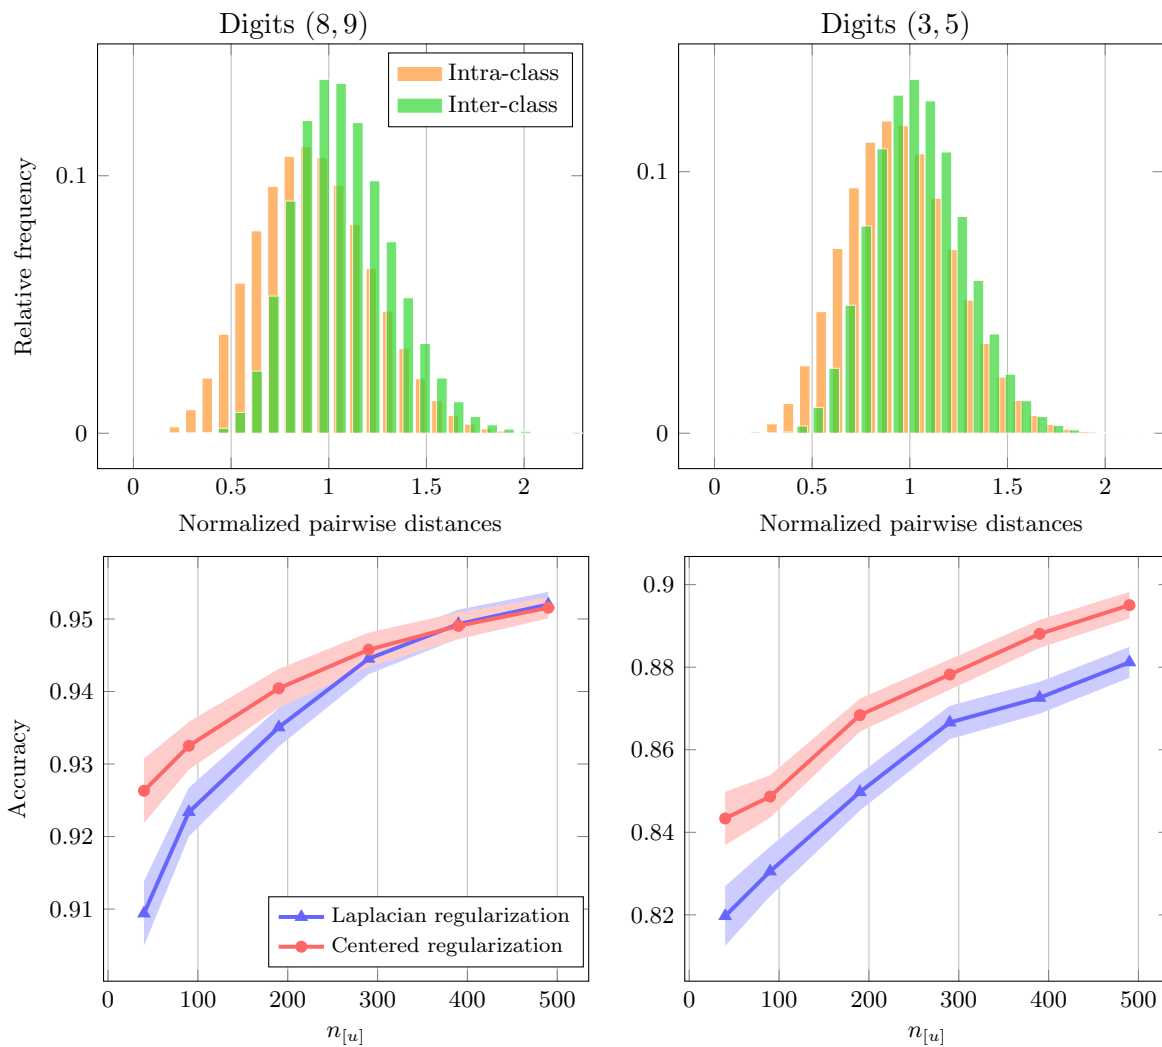 Digits (8, 9)
Digits (3, 5)
Intra-class
Inter-class
Relative frequency
0.1
0
0 0.5 1 1.5 2
Normalized pairwise distances
0.1
0
0 0.5 1 1.5 2
Normalized pairwise distances
Accuracy
0.95
0.94
0.93
0.92
0.91
Laplacian regularization
Centered regularization
0 100 200 300 400 500
n[u]
0.9
0.88
0.86
0.84
0.82
0 100 200 300 400 500
n[u]